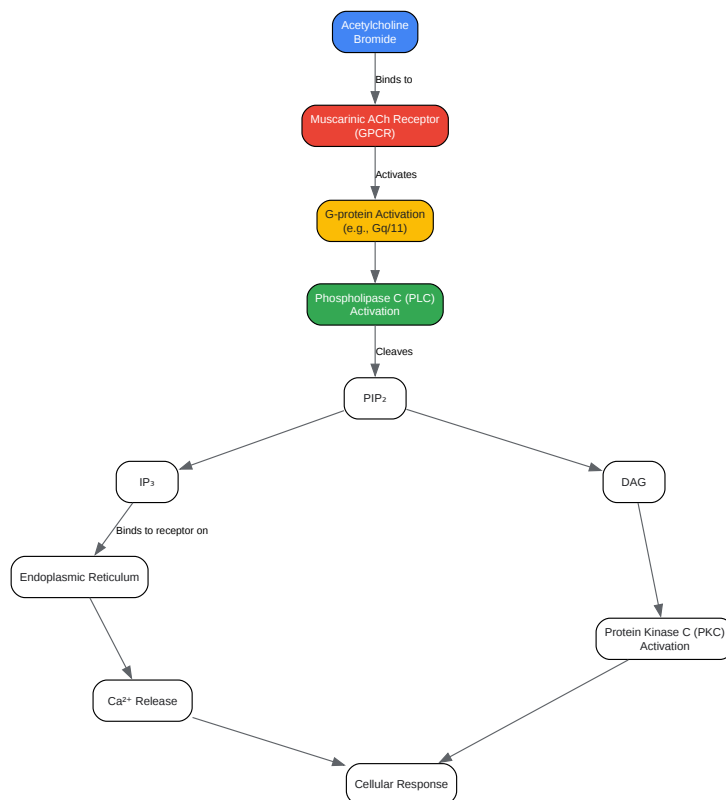 Acetylcholine
Bromide
Binds to
Muscarinic ACh Receptor
(GPCR)
Activates
G-protein Activation
(e.g., Gq/11)
Phospholipase C (PLC)
Activation
Cleaves
PIP₂
IP₃
DAG
Binds to receptor on
Endoplasmic Reticulum
Protein Kinase C (PKC)
Activation
Ca²⁺ Release
Cellular Response